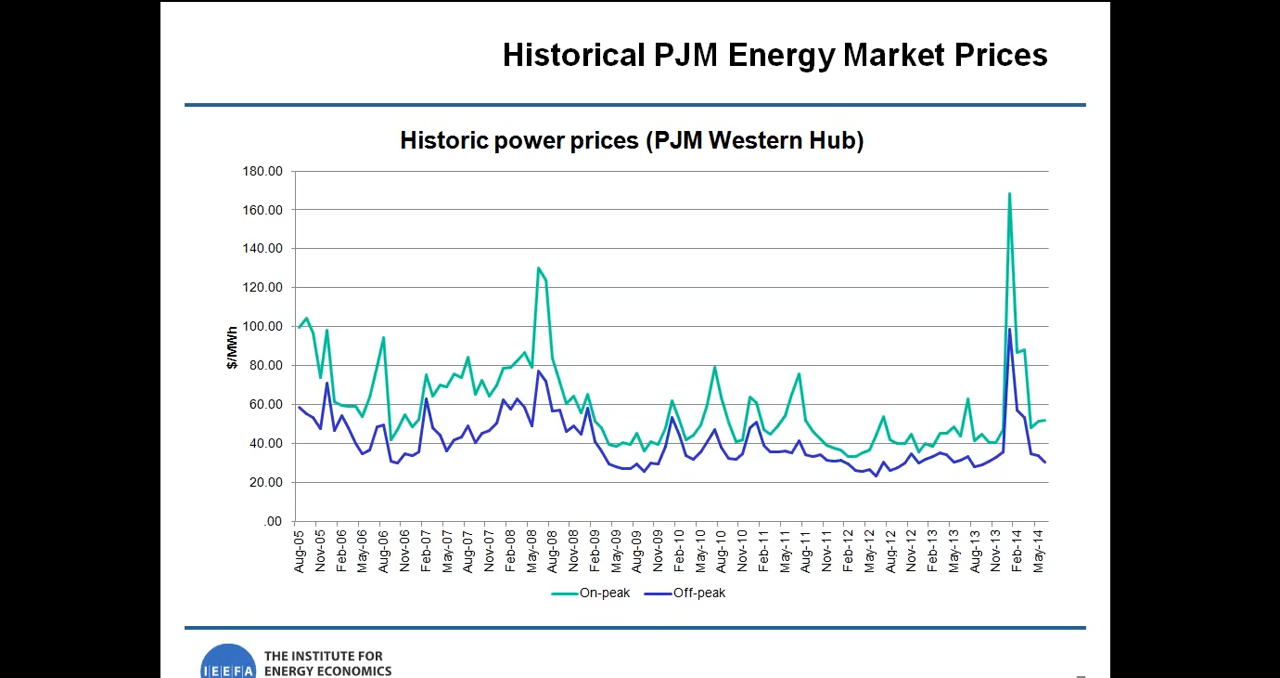 Historical PJM Energy Market Prices
Historic power prices (PJM Western Hub)
180.00
160.00
140.00
120.00
100.00
80.00
60.00
40.00
20.00
.00
$/MWh
Aug-05
Nov-05
Feb-06
May-06
Aug-06
Nov-06
Feb-07
May-07
Aug-07
Nov-07
Feb-08
May-08
Aug-08
Nov-08
Feb-09
May-09
Aug-09
Nov-09
Feb-10
May-10
Aug-10
Nov-10
Feb-11
May-11
Aug-11
Nov-11
Feb-12
May-12
Aug-12
Nov-12
Feb-13
May-13
Aug-13
Nov-13
Feb-14
May-14
On-peak Off-peak
IEEFA
THE INSTITUTE FOR
ENERGY ECONOMICS